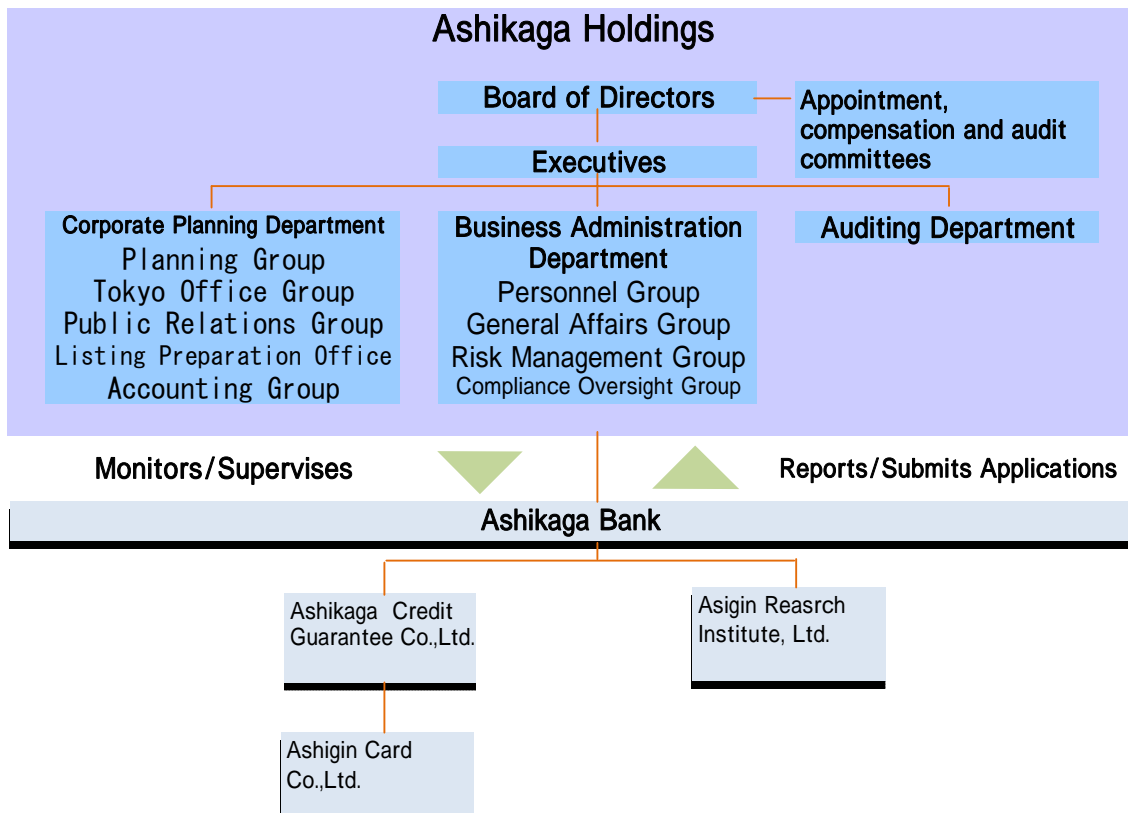 Ashikaga Holdings
Board of Directors
Appointment,
compensation and audit
committees
Executives
Corporate Planning Department
Planning Group
Tokyo Office Group
Public Relations Group
Listing Preparation Office
Accounting Group
Business Administration
Department
Personnel Group
General Affairs Group
Risk Management Group
Compliance Oversight Group
Auditing Department
Monitors/Supervises
Reports/Submits Applications
Ashikaga Bank
Ashikaga Credit
Guarantee Co.,Ltd.
Asigin Reasrch
Institute, Ltd.
Ashigin Card
Co.,Ltd.